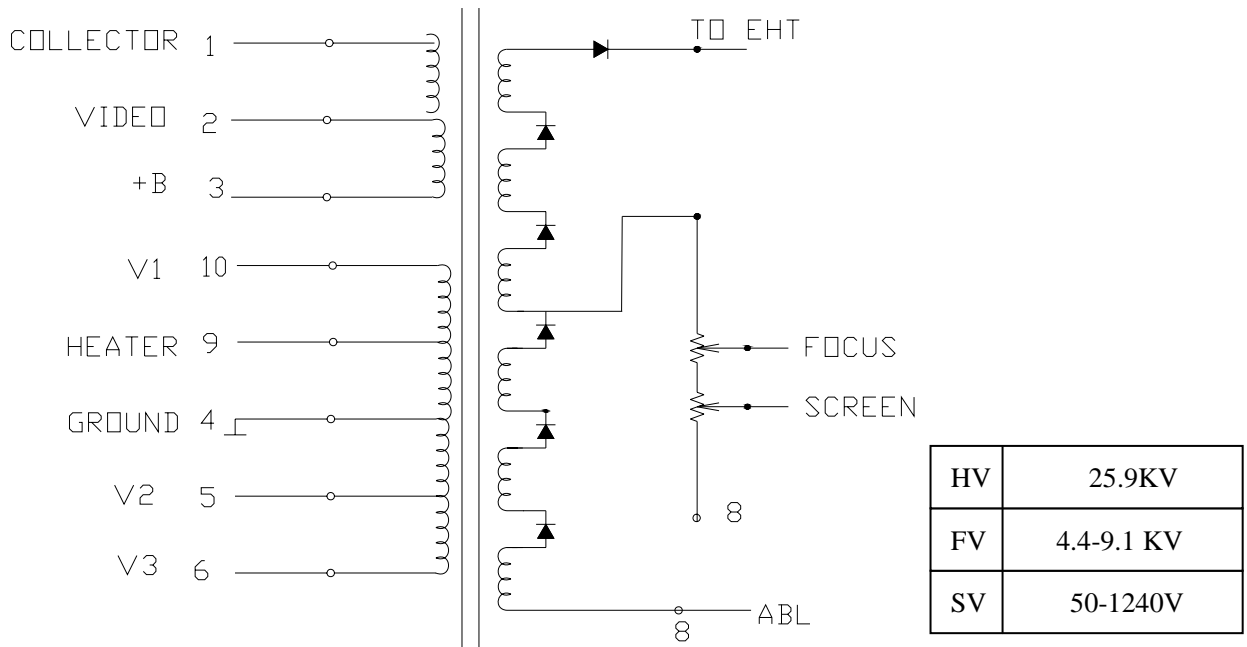 TO EHT
COLLECTOR 1
VIDEO 2
+B 3
V1 10
HEATER 9
FOCUS
GROUND 4
SCREEN
V2 5
8
V3 6
8
ABL
HV 25.9KV
FV 4.4-9.1 KV
SV 50-1240V